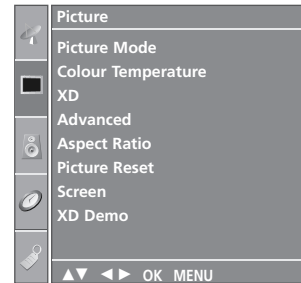 Picture
Picture Mode
Colour Temperature
XD
Advanced
Aspect Ratio
Picture Reset
Screen
XD Demo
▲▼ ◄► OK MENU